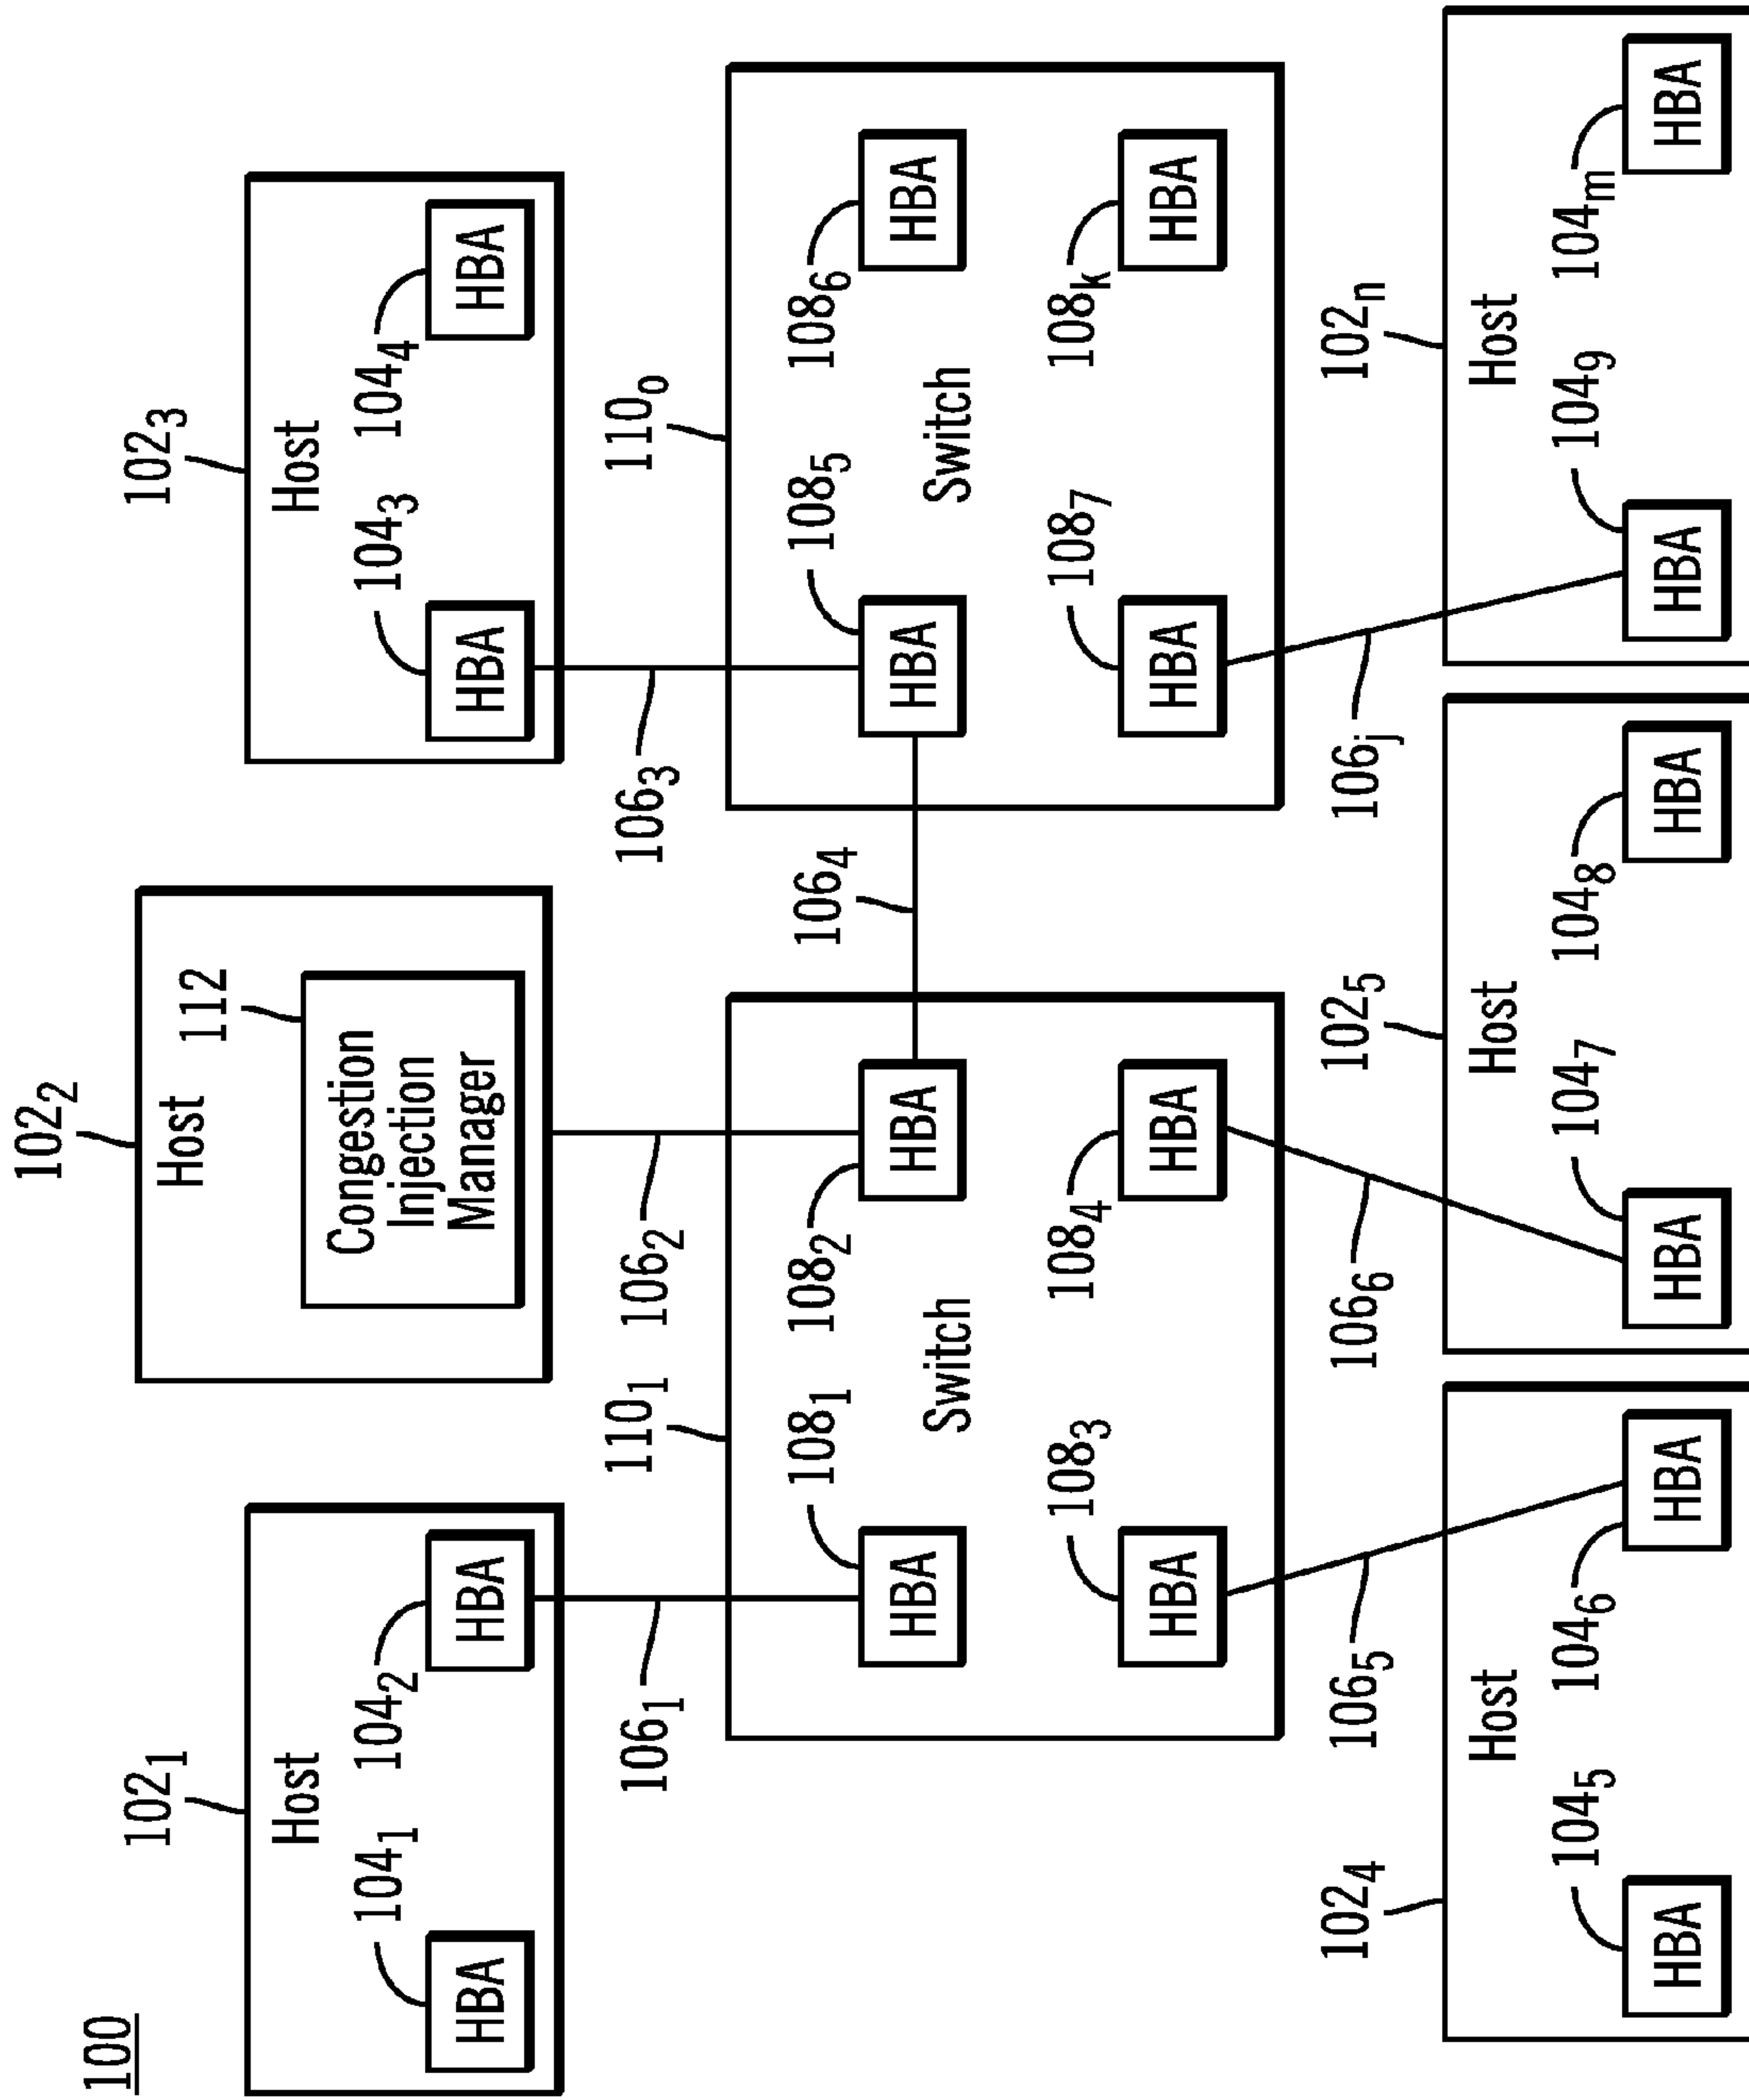 100
102₁
Host
104₁
104₂
HBA
HBA
102₂
Host
112
Congestion
Injection
Manager
102₃
Host
104₃
104₄
HBA
HBA
106₁
106₂
106₃
110₁
108₁
108₂
HBA
HBA
Switch
108₃
108₄
HBA
HBA
106₄
110ₒ
108₅
108₆
HBA
HBA
Switch
108₇
108ₖ
HBA
HBA
106₅
106₆
106ⱼ
102₄
Host
104₅
104₆
HBA
HBA
102₅
Host
104₇
104₈
HBA
HBA
102ₙ
Host
104₉
104ₘ
HBA
HBA